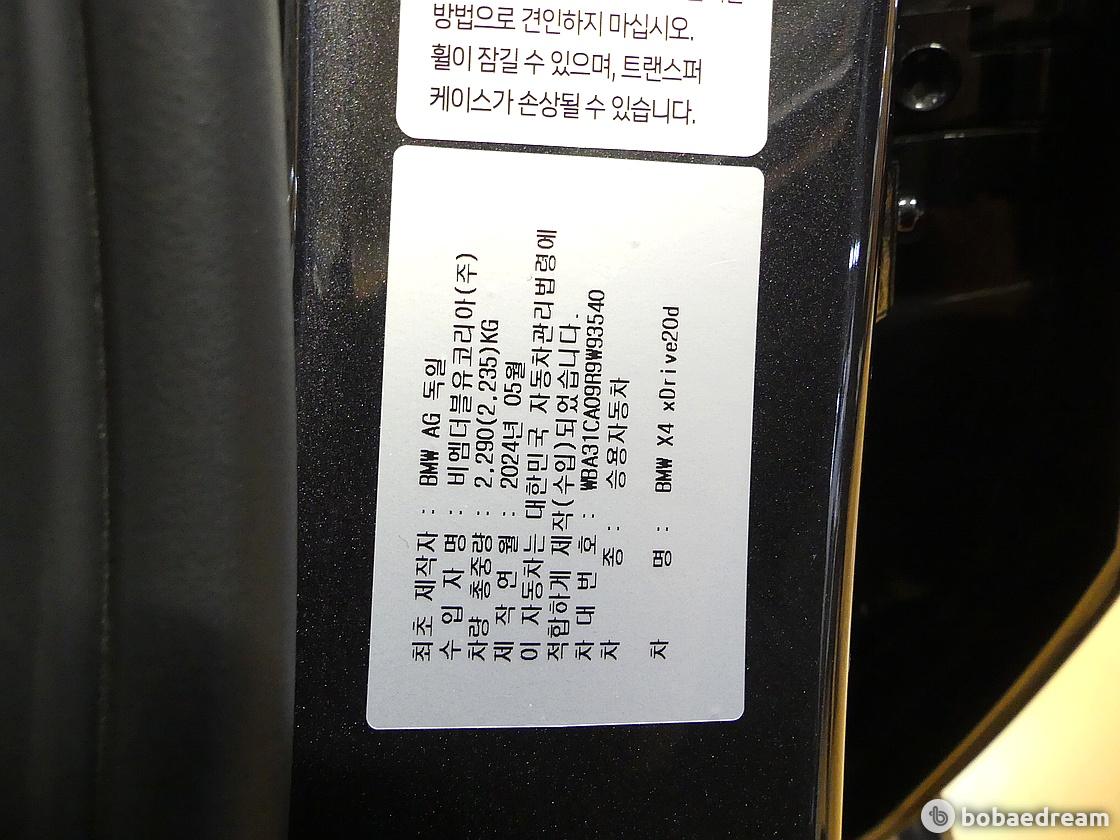 방법으로 견인하지 마십시오.
휠이 잠길 수 있으며, 트랜스퍼
케이스가 손상될 수 있습니다.
최초 제작자 : BMW AG 독일
수 입 자 명 : 비엠더블유코리아(주)
차량 총중량 : 2,290(2,235)KG
제 작 연 월 : 2024년 05월
이 자동차는 대한민국 자동차관리법령에
적합하게 제작(수입)되었습니다.
차 대 번 호 : WBA31CA09R9W93540
차 종 : 승용자동차
차 명 : BMW X4 xDrive20d
bobaedream